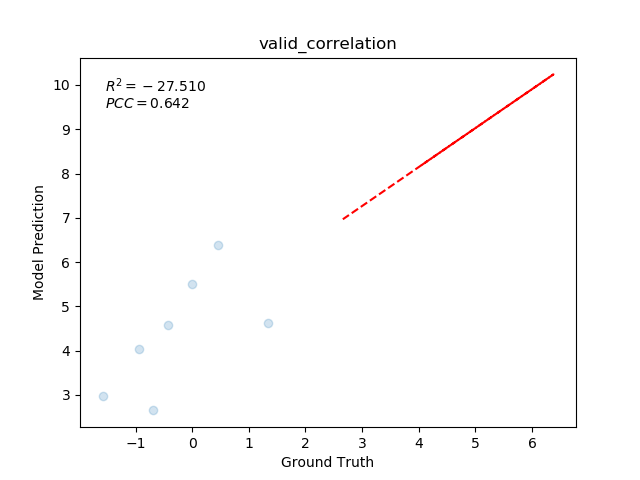 valid_correlation
R² = −27.510
PCC = 0.642
10
9
8
7
6
5
4
3
Model Prediction
−1 0 1 2 3 4 5 6
Ground Truth